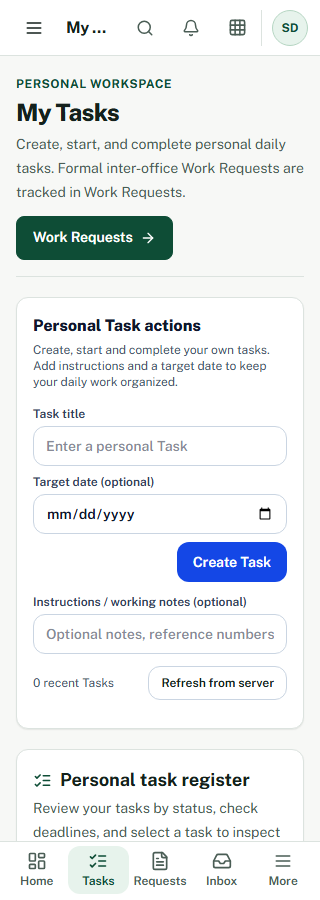 My ...
SD
PERSONAL WORKSPACE
My Tasks
Create, start, and complete personal daily
tasks. Formal inter-office Work Requests are
tracked in Work Requests.
Work Requests →
Personal Task actions
Create, start and complete your own tasks.
Add instructions and a target date to keep
your daily work organized.
Task title
Enter a personal Task
Target date (optional)
mm/dd/yyyy
Create Task
Instructions / working notes (optional)
Optional notes, reference numbers
0 recent Tasks
Refresh from server
Personal task register
Review your tasks by status, check
deadlines, and select a task to inspect
Home
Tasks
Requests
Inbox
More